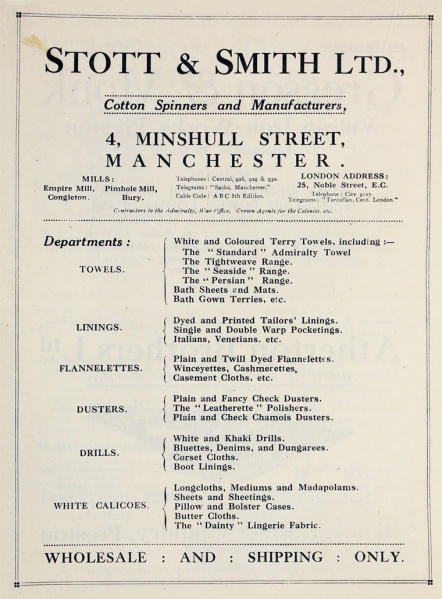 STOTT & SMITH LTD.,
Cotton Spinners and Manufacturers,
4, MINSHULL STREET,
MANCHESTER.
MILLS:
Empire Mill, Pimhole Mill,
Congleton. Bury.
Telephones: Central, 928, 929 & 930.
Telegrams: "Sacks, Manchester."
Cable Code: A B C 5th Edition.
LONDON ADDRESS:
25, Noble Street, E.C.
Telephone: City 9127.
Telegrams: "Cent. London."
Contractors to the Admiralty, War Office, Crown Agents for the Colonies, etc.
Departments:
TOWELS.
White and Coloured Terry Towels, including:—
The "Standard" Admiralty Towel
The Tightweave Range.
The "Seaside" Range.
The "Persian" Range.
Bath Sheets and Mats.
Bath Gown Terries, etc.
LININGS.
Dyed and Printed Tailors' Linings.
Single and Double Warp Pocketings.
Italians, Venetians, etc.
FLANNELETTES.
Plain and Twill Dyed Flannelettes.
Winceyettes, Cashmerettes,
Casement Cloths, etc.
DUSTERS.
Plain and Fancy Check Dusters.
The "Leatherette" Polishers.
Plain and Check Chamois Dusters.
DRILLS.
White and Khaki Drills.
Bluettes, Denims, and Dungarees.
Corset Cloths.
Boot Linings.
WHITE CALICOES.
Longcloths, Mediums and Madapolams.
Sheets and Sheetings.
Pillow and Bolster Cases.
Butter Cloths.
The "Dainty" Lingerie Fabric.
WHOLESALE : AND : SHIPPING : ONLY.